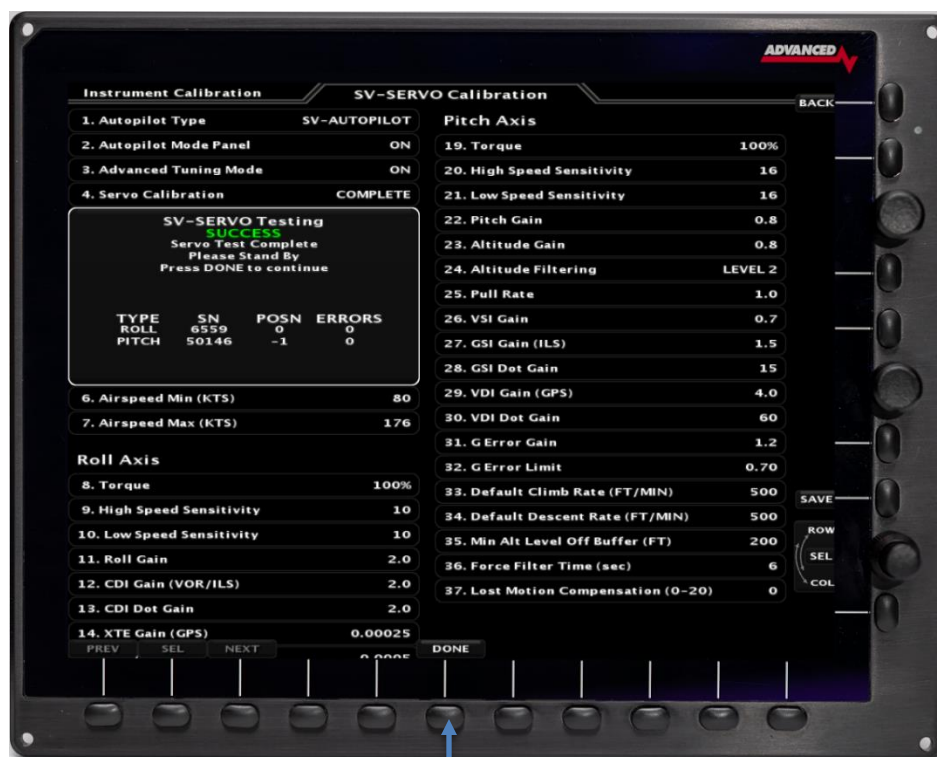 ADVANCED
Instrument Calibration
SV-SERVO Calibration
BACK
1. Autopilot Type SV-AUTOPILOT
2. Autopilot Mode Panel ON
3. Advanced Tuning Mode ON
4. Servo Calibration COMPLETE
SV-SERVO Testing
SUCCESS
Servo Test Complete
Please Stand By
Press DONE to continue
TYPE SN POSN ERRORS
ROLL 6559 0 0
PITCH 50146 -1 0
6. Airspeed Min (KTS) 80
7. Airspeed Max (KTS) 176
Roll Axis
8. Torque 100%
9. High Speed Sensitivity 10
10. Low Speed Sensitivity 10
11. Roll Gain 2.0
12. CDI Gain (VOR/ILS) 2.0
13. CDI Dot Gain 2.0
14. XTE Gain (GPS) 0.00025
Pitch Axis
19. Torque 100%
20. High Speed Sensitivity 16
21. Low Speed Sensitivity 16
22. Pitch Gain 0.8
23. Altitude Gain 0.8
24. Altitude Filtering LEVEL 2
25. Pull Rate 1.0
26. VSI Gain 0.7
27. GSI Gain (ILS) 1.5
28. GSI Dot Gain 15
29. VDI Gain (GPS) 4.0
30. VDI Dot Gain 60
31. G Error Gain 1.2
32. G Error Limit 0.70
33. Default Climb Rate (FT/MIN) 500
34. Default Descent Rate (FT/MIN) 500
35. Min Alt Level Off Buffer (FT) 200
36. Force Filter Time (sec) 6
37. Lost Motion Compensation (0-20) 0
SAVE
ROW
SEL
COL
PREV SEL NEXT DONE